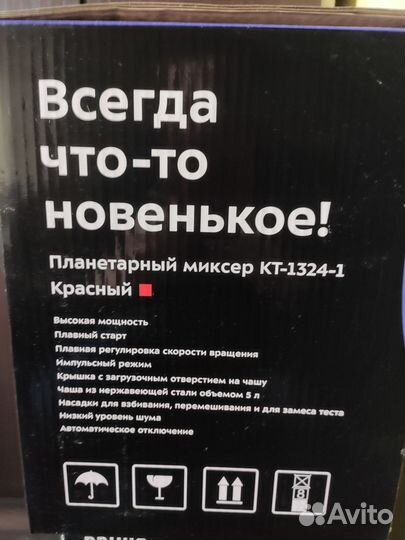 Всегда
что-то
новенькое!
Планетарный миксер КТ-1324-1
Красный
Высокая мощность
Плавный старт
Плавная регулировка скорости вращения
Импульсный режим
Крышка с загрузочным отверстием на чашу
Чаша из нержавеющей стали объемом 5 л
Насадки для взбивания, перемешивания и для замеса теста
Низкий уровень шума
Автоматическое отключение
8
Avito